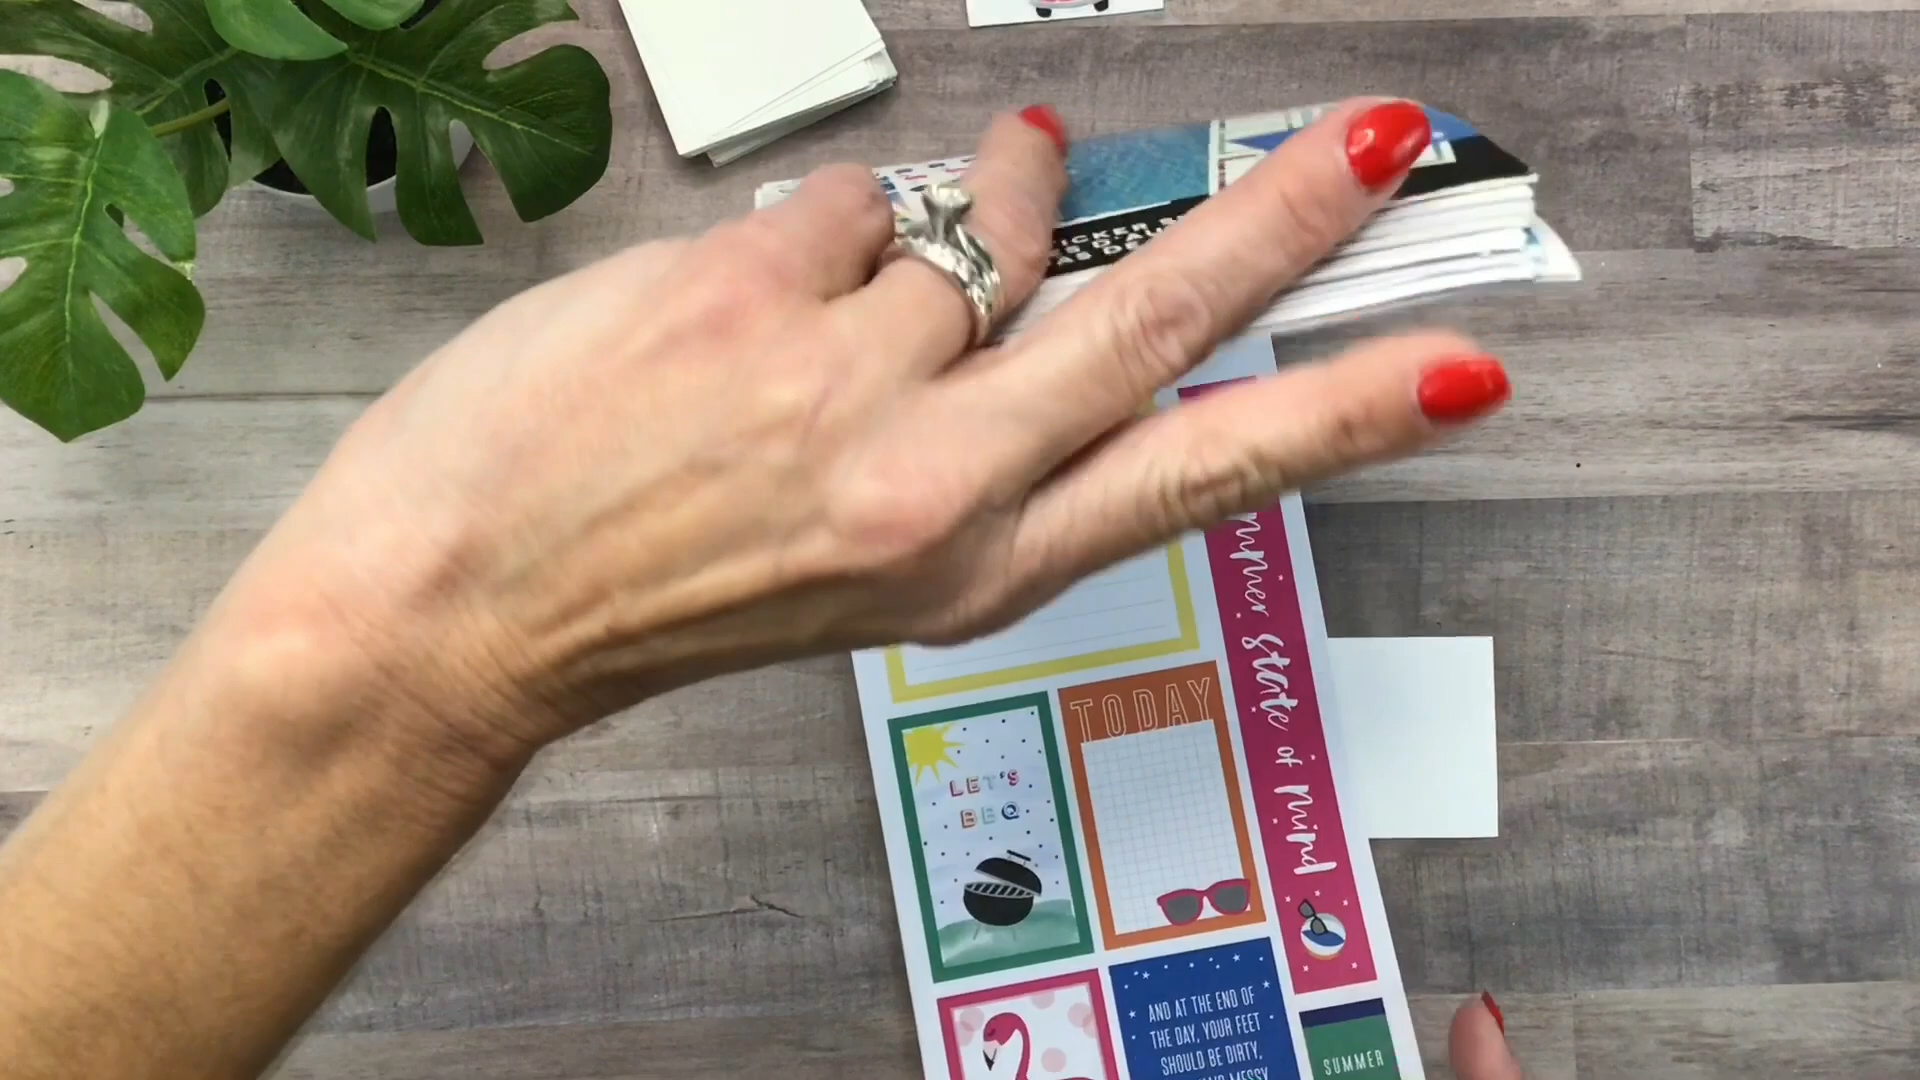 TODAY
LET'S
BBQ
State of Mind
AND AT THE END OF
THE DAY, YOUR FEET
SHOULD BE DIRTY,
SUMMER